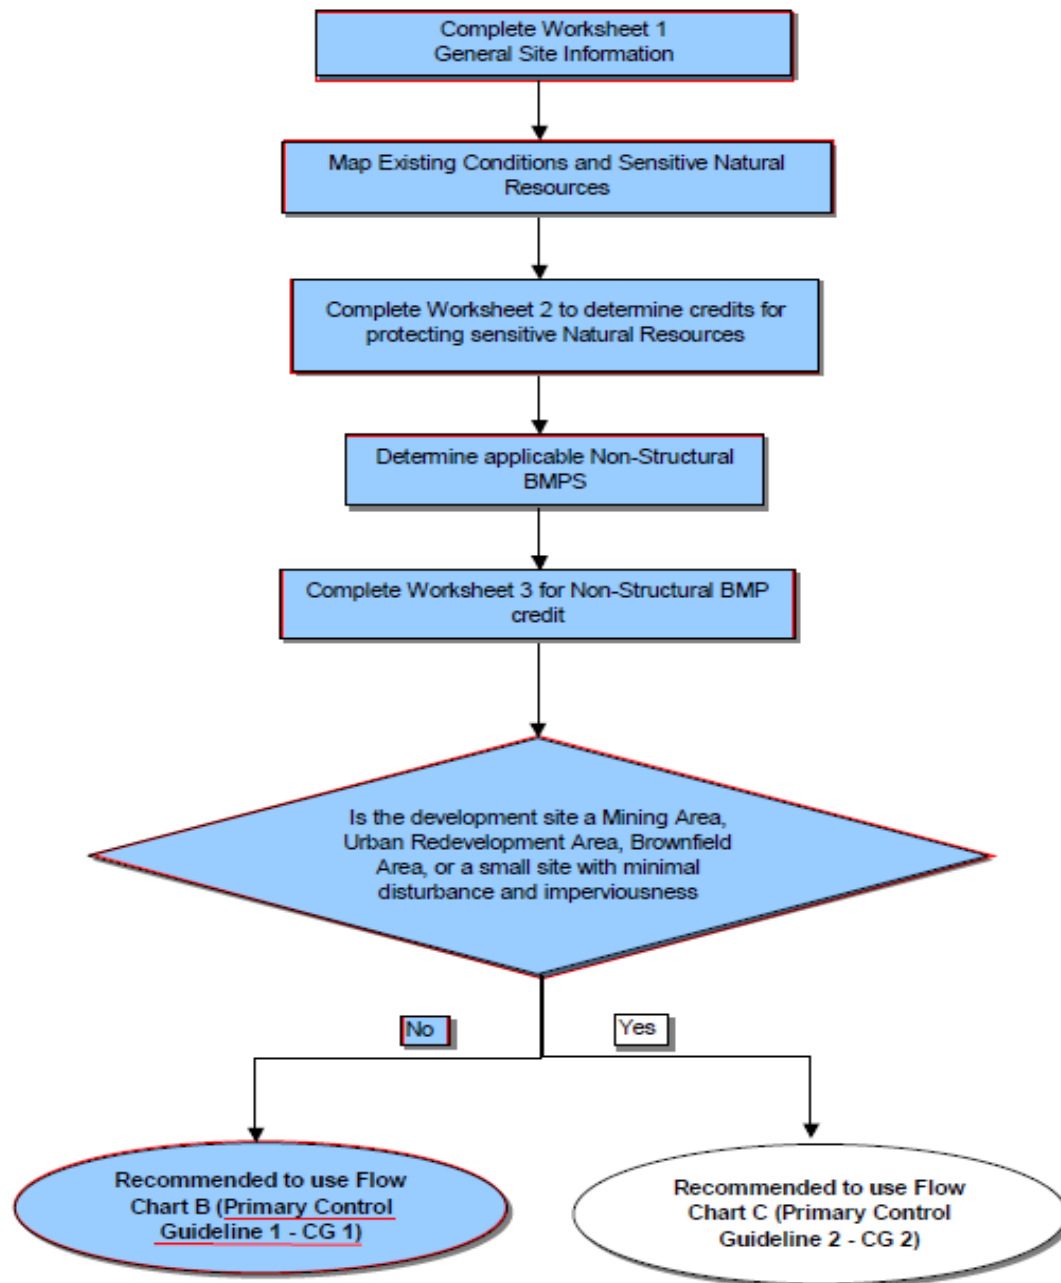 Complete Worksheet 1
General Site Information
Map Existing Conditions and Sensitive Natural
Resources
Complete Worksheet 2 to determine credits for
protecting sensitive Natural Resources
Determine applicable Non-Structural
BMPS
Complete Worksheet 3 for Non-Structural BMP
credit
Is the development site a Mining Area,
Urban Redevelopment Area, Brownfield
Area, or a small site with minimal
disturbance and imperviousness
No
Yes
Recommended to use Flow
Chart B (Primary Control
Guideline 1 - CG 1)
Recommended to use Flow
Chart C (Primary Control
Guideline 2 - CG 2)